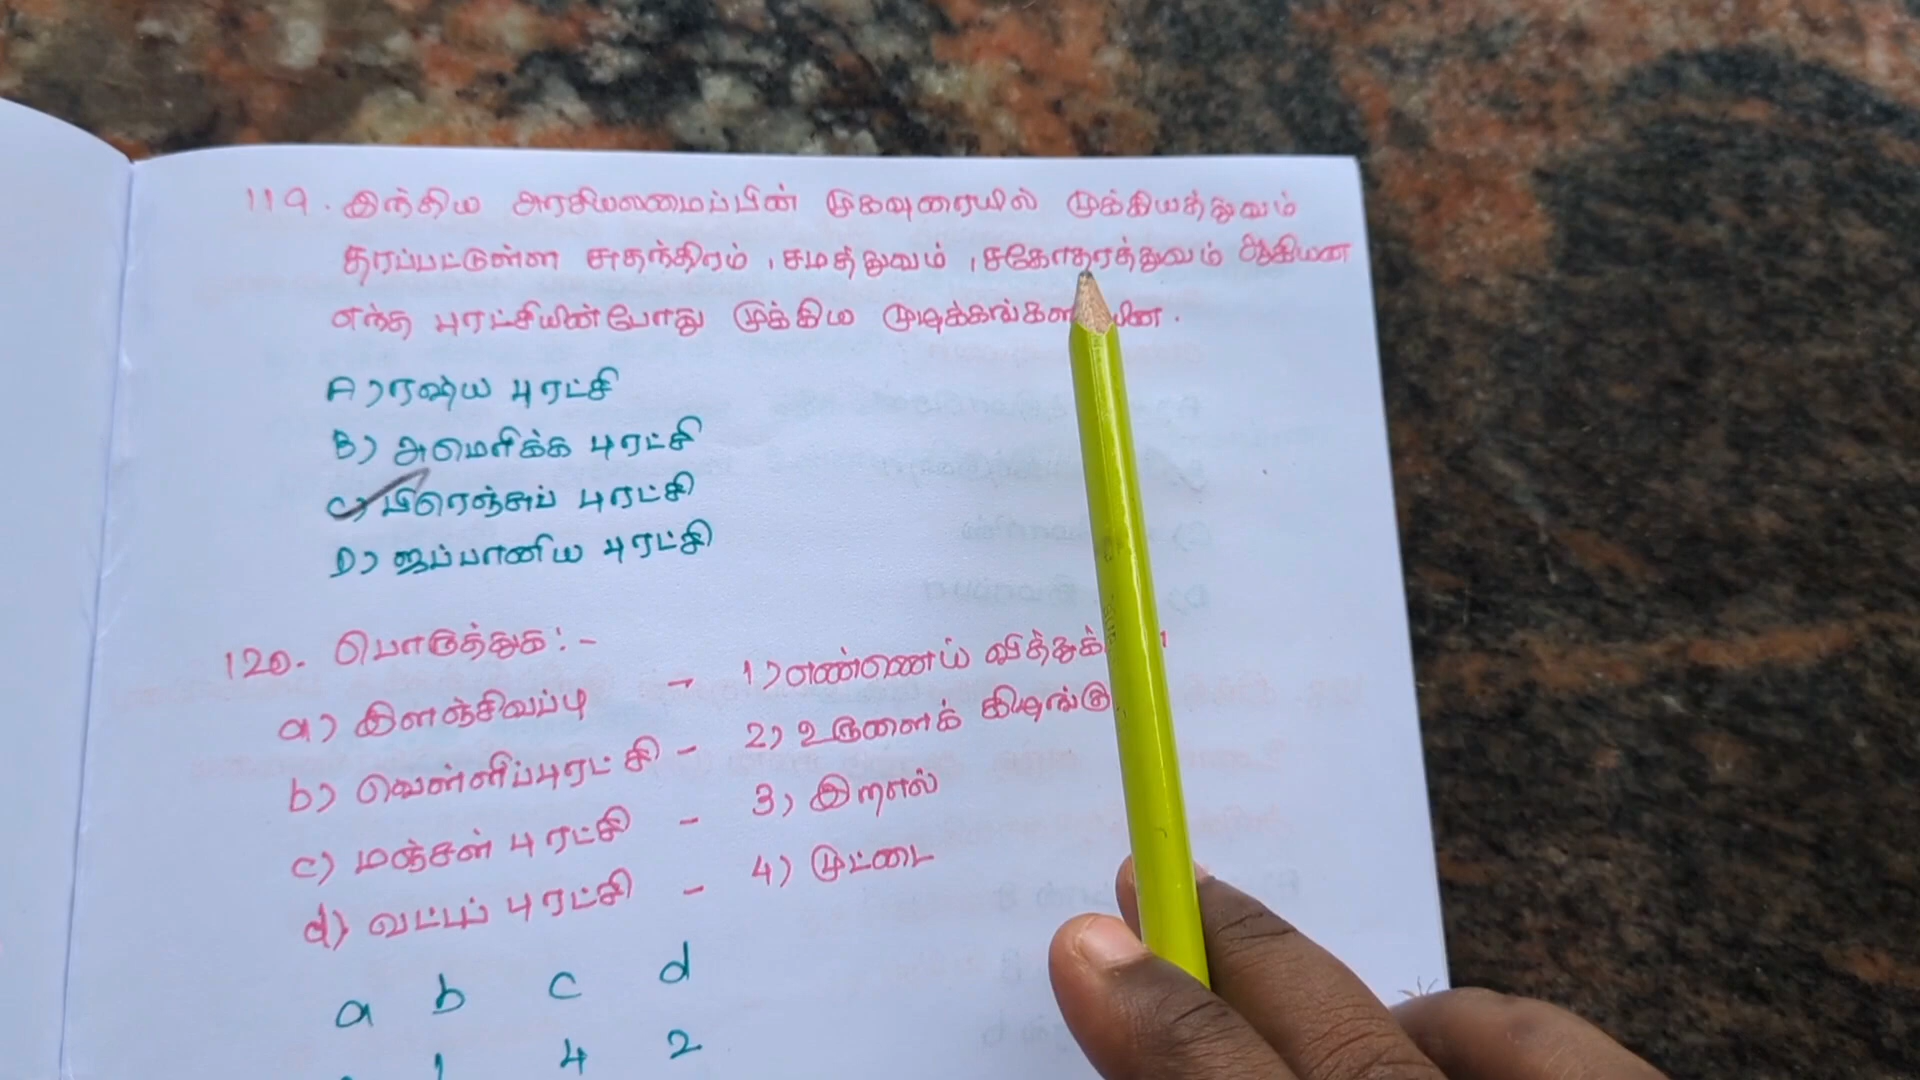 119. இந்திய அரசியலமைப்பின் முகவுரையில் முக்கியத்துவம்
தரப்பட்டுள்ள சுதந்திரம், சமத்துவம், சகோதரத்துவம் ஆகியன
எந்த புரட்சியின்போது முக்கிய முடிக்கங்கள
A) ரஷ்ய புரட்சி
B) அமெரிக்க புரட்சி
C) பிரெஞ்சுப் புரட்சி
D) ஜப்பானிய புரட்சி
120. பொருத்துக:-
a) இளஞ்சிவப்பு - 1) எண்ணெய் வித்துக்
b) வெள்ளிப்புரட்சி - 2) உருளைக் கிழங்கு
c) மஞ்சள் புரட்சி - 3) இறால்
d) வட்டப் புரட்சி - 4) முட்டை
a b c d
1 4 2